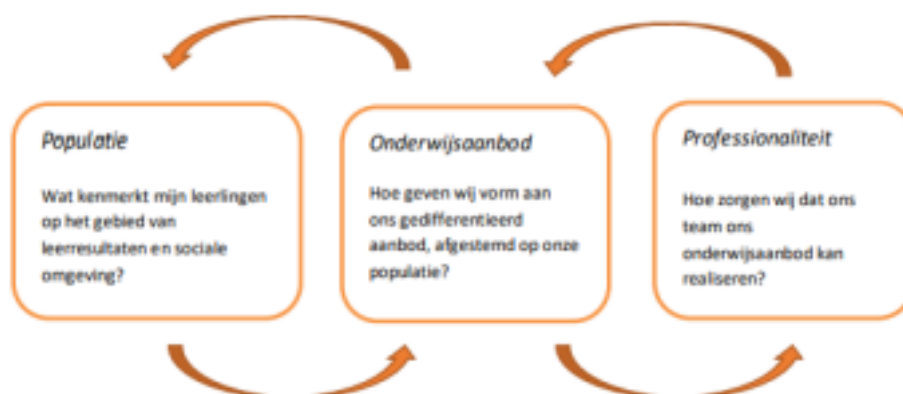 Populatie
Wat kenmerkt mijn leerlingen
op het gebied van
leerresultaten en sociale
omgeving?
Onderwijsaanbod
Hoe geven wij vorm aan
ons gedifferentieerd
aanbod, afgestemd op onze
populatie?
Professionaliteit
Hoe zorgen wij dat ons
team ons
onderwijsaanbod kan
realiseren?